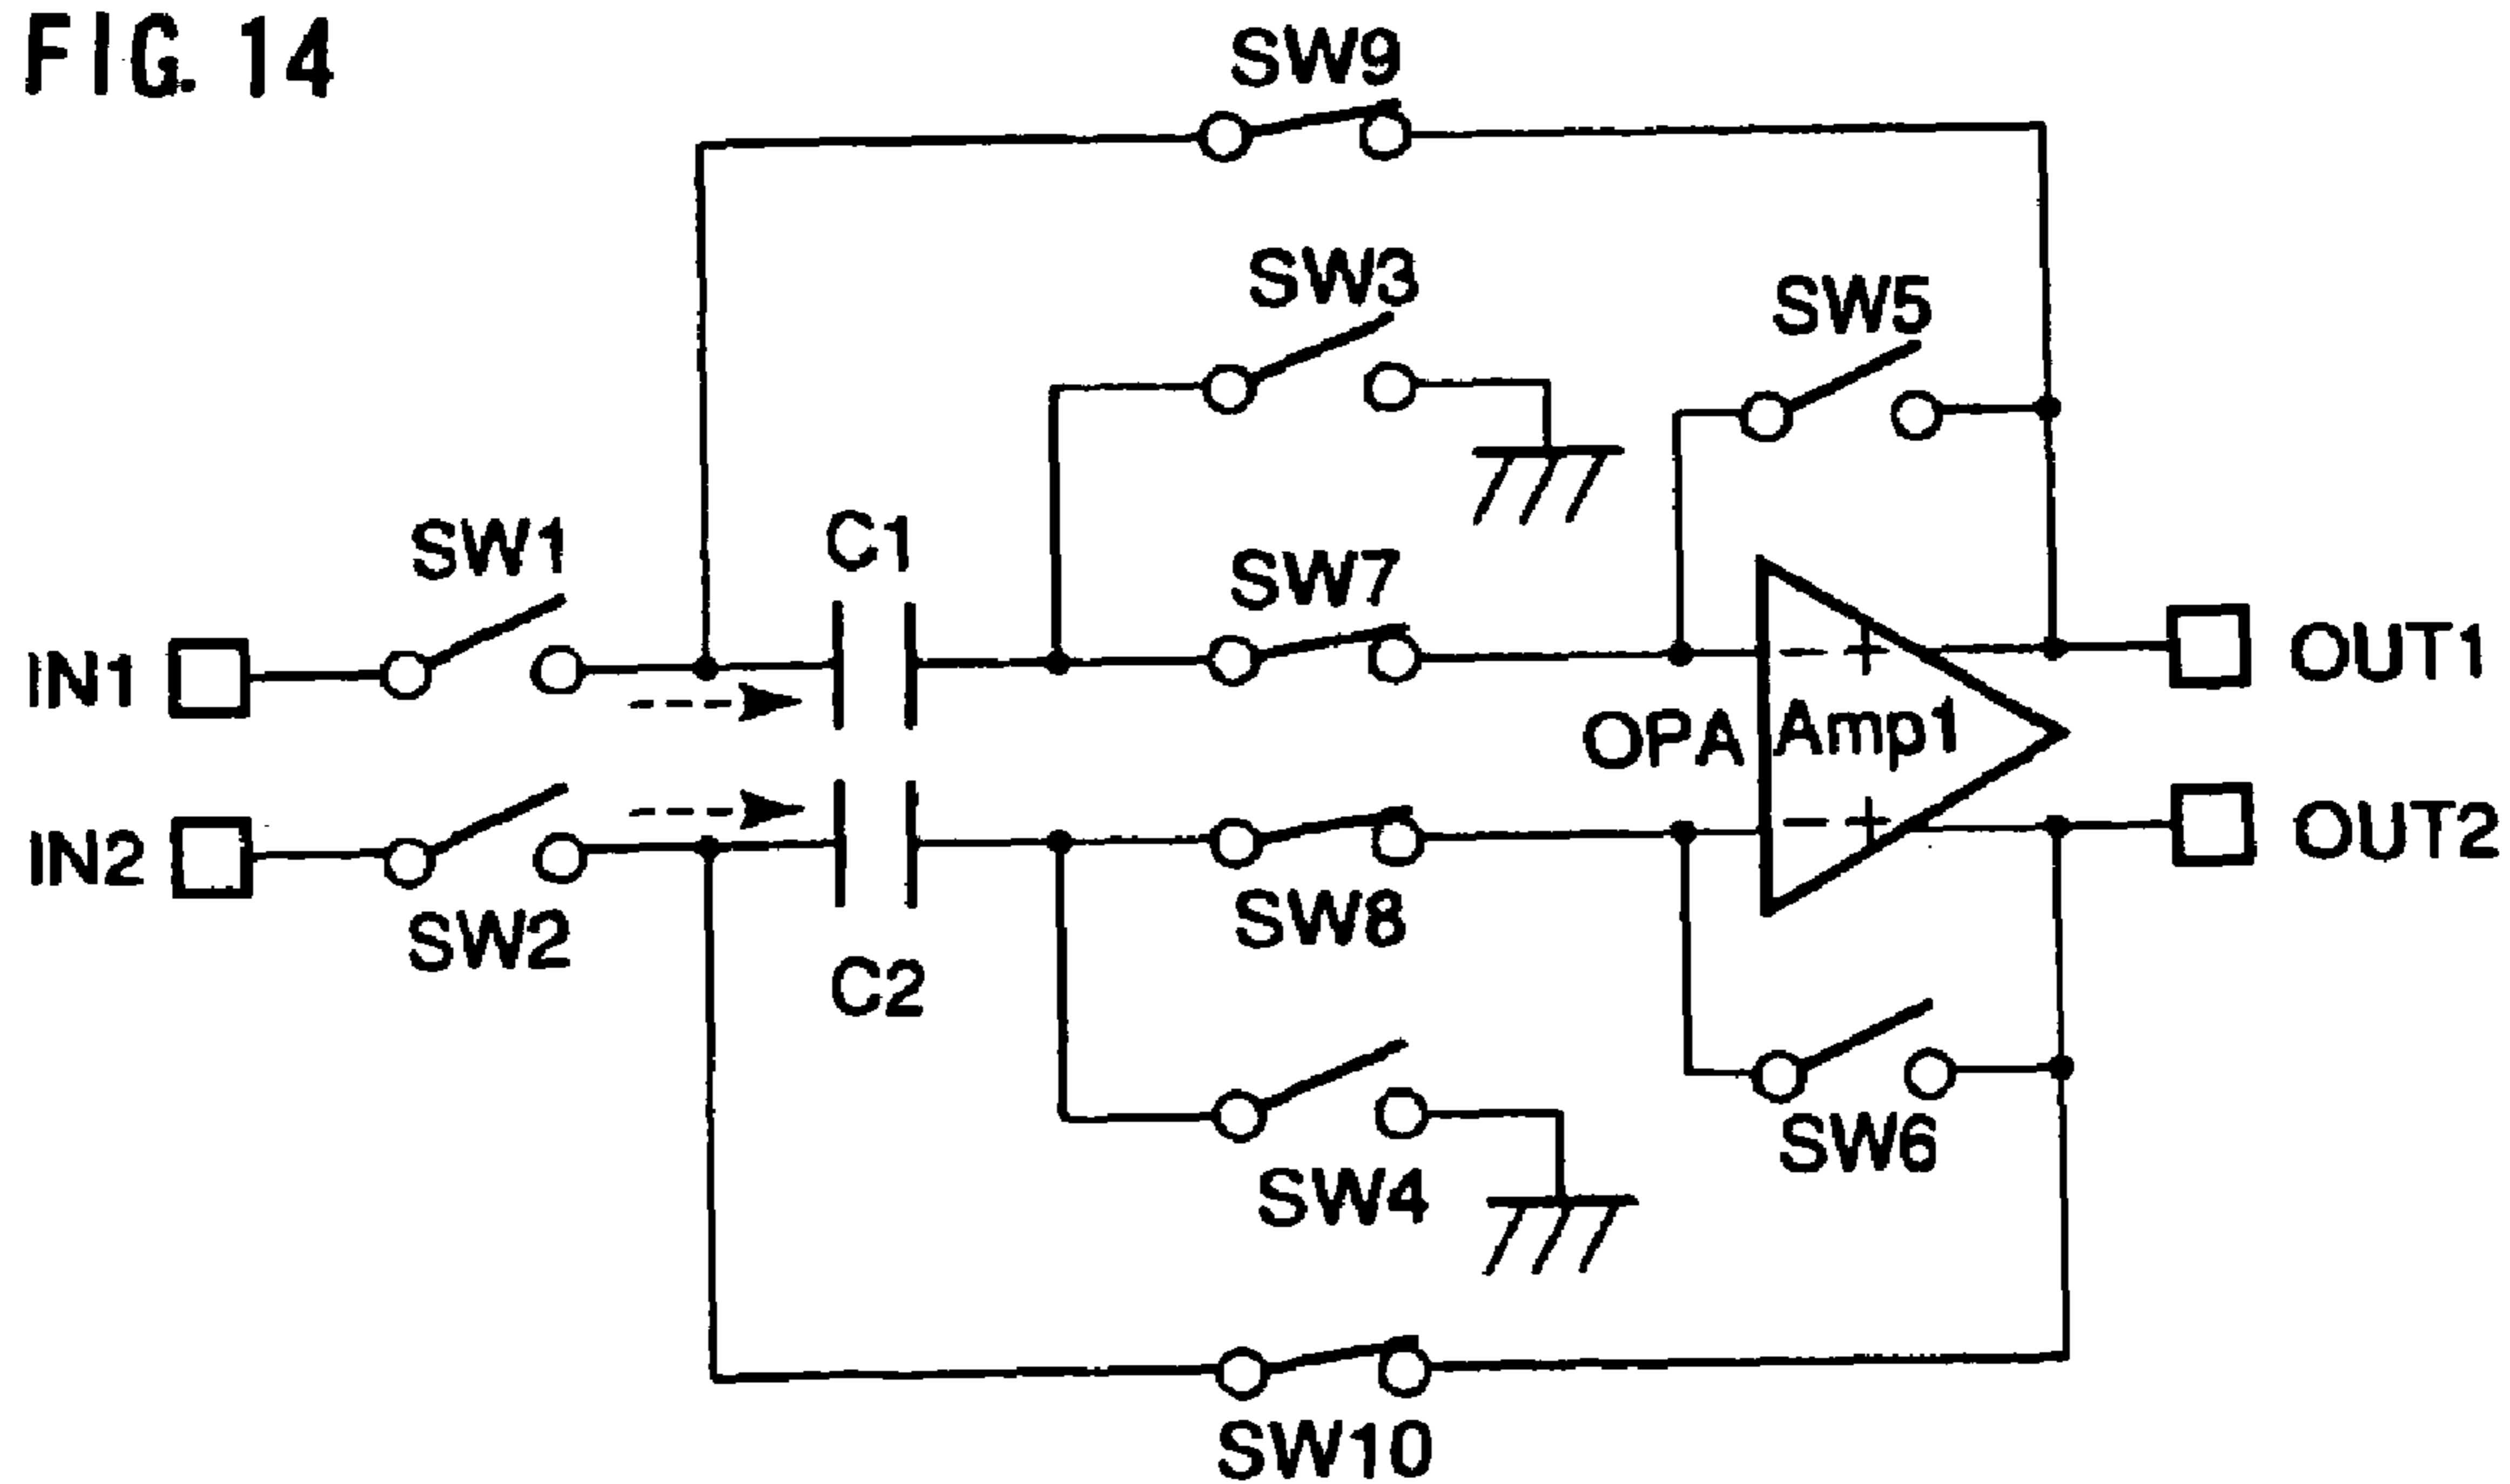 FIG. 14
SW9
SW3
SW5
SW1
C1
SW7
IN1
- +
OUT1
OPA Amp1
IN2
- +
OUT2
SW2
SW8
C2
SW4
SW6
SW10